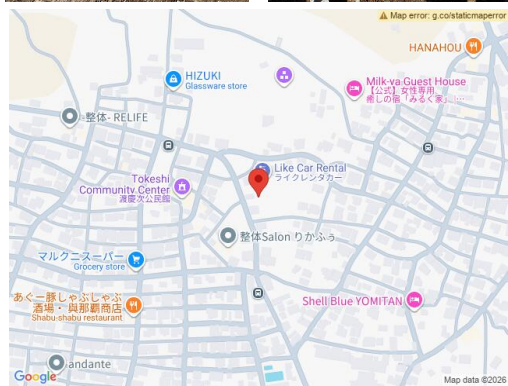 Map error: g.co/staticmaperror
HANAHOU
HIZUKI
Glassware store
Milk-va Guest House
【公式】女性専用
癒しの宿「みるく家」…
整体- RELIFE
Like Car Rental
ライクレンタカー
Tokeshi
Community Center
渡慶次公民館
整体Salon りかふぅ
マルクニスーパー
Grocery store
あぐー豚しゃぶしゃぶ
酒場・與那覇商店
Shabu-shabu restaurant
Shell Blue YOMITAN
andante
Google
Map data ©2026